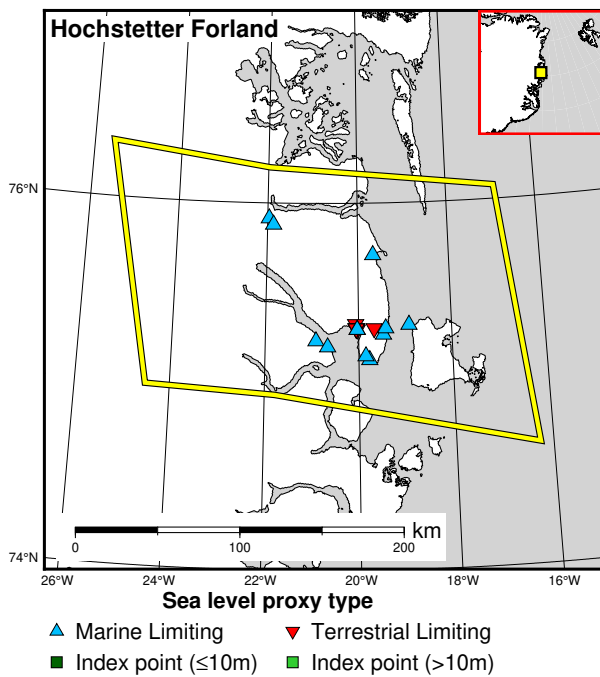 Hochstetter Forland
76°N
74°N
km
0 100 200
26°W 24°W 22°W 20°W 18°W 16°W
Sea level proxy type
Marine Limiting Terrestrial Limiting
Index point (≤10m) Index point (>10m)